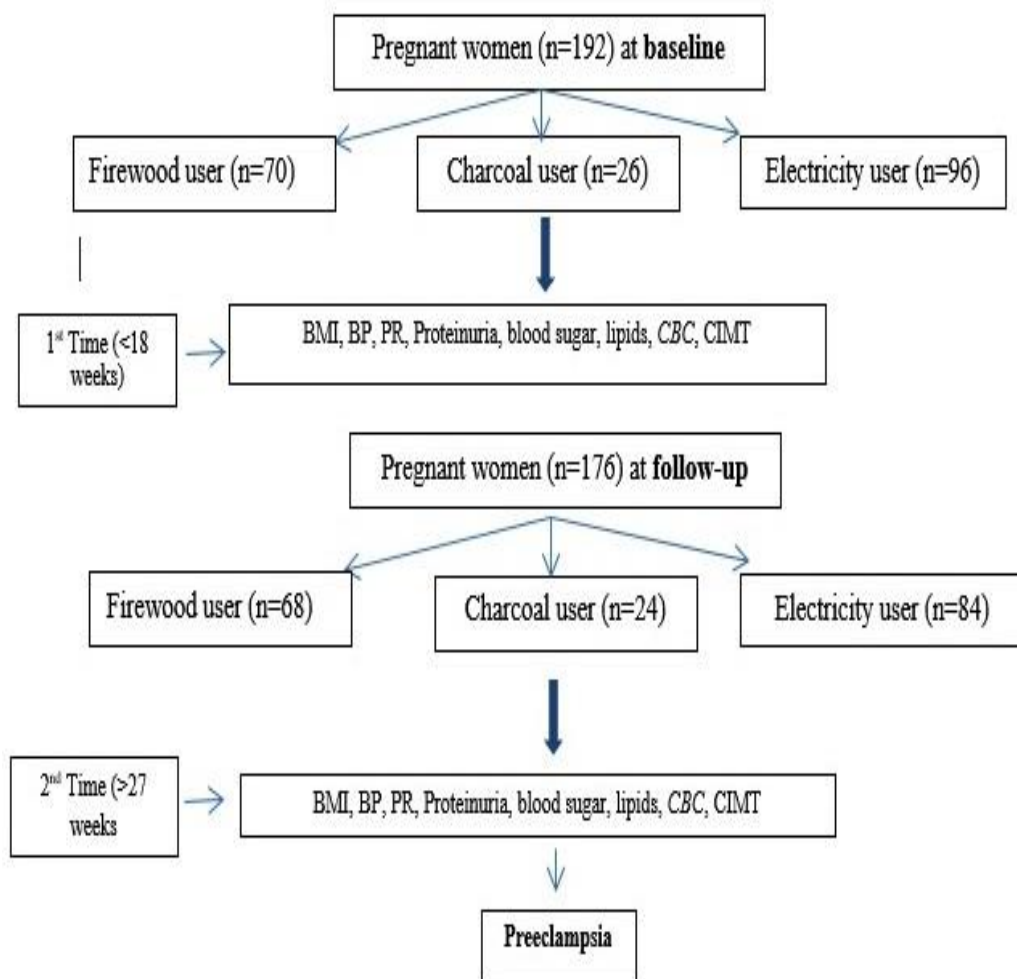 Pregnant women (n=192) at baseline
Firewood user (n=70)
Charcoal user (n=26)
Electricity user (n=96)
1st Time (<18
weeks)
BMI, BP, PR, Proteinuria, blood sugar, lipids, CBC, CIMT
Pregnant women (n=176) at follow-up
Firewood user (n=68)
Charcoal user (n=24)
Electricity user (n=84)
2nd Time (>27
weeks
BMI, BP, PR, Proteinuria, blood sugar, lipids, CBC, CIMT
Preeclampsia